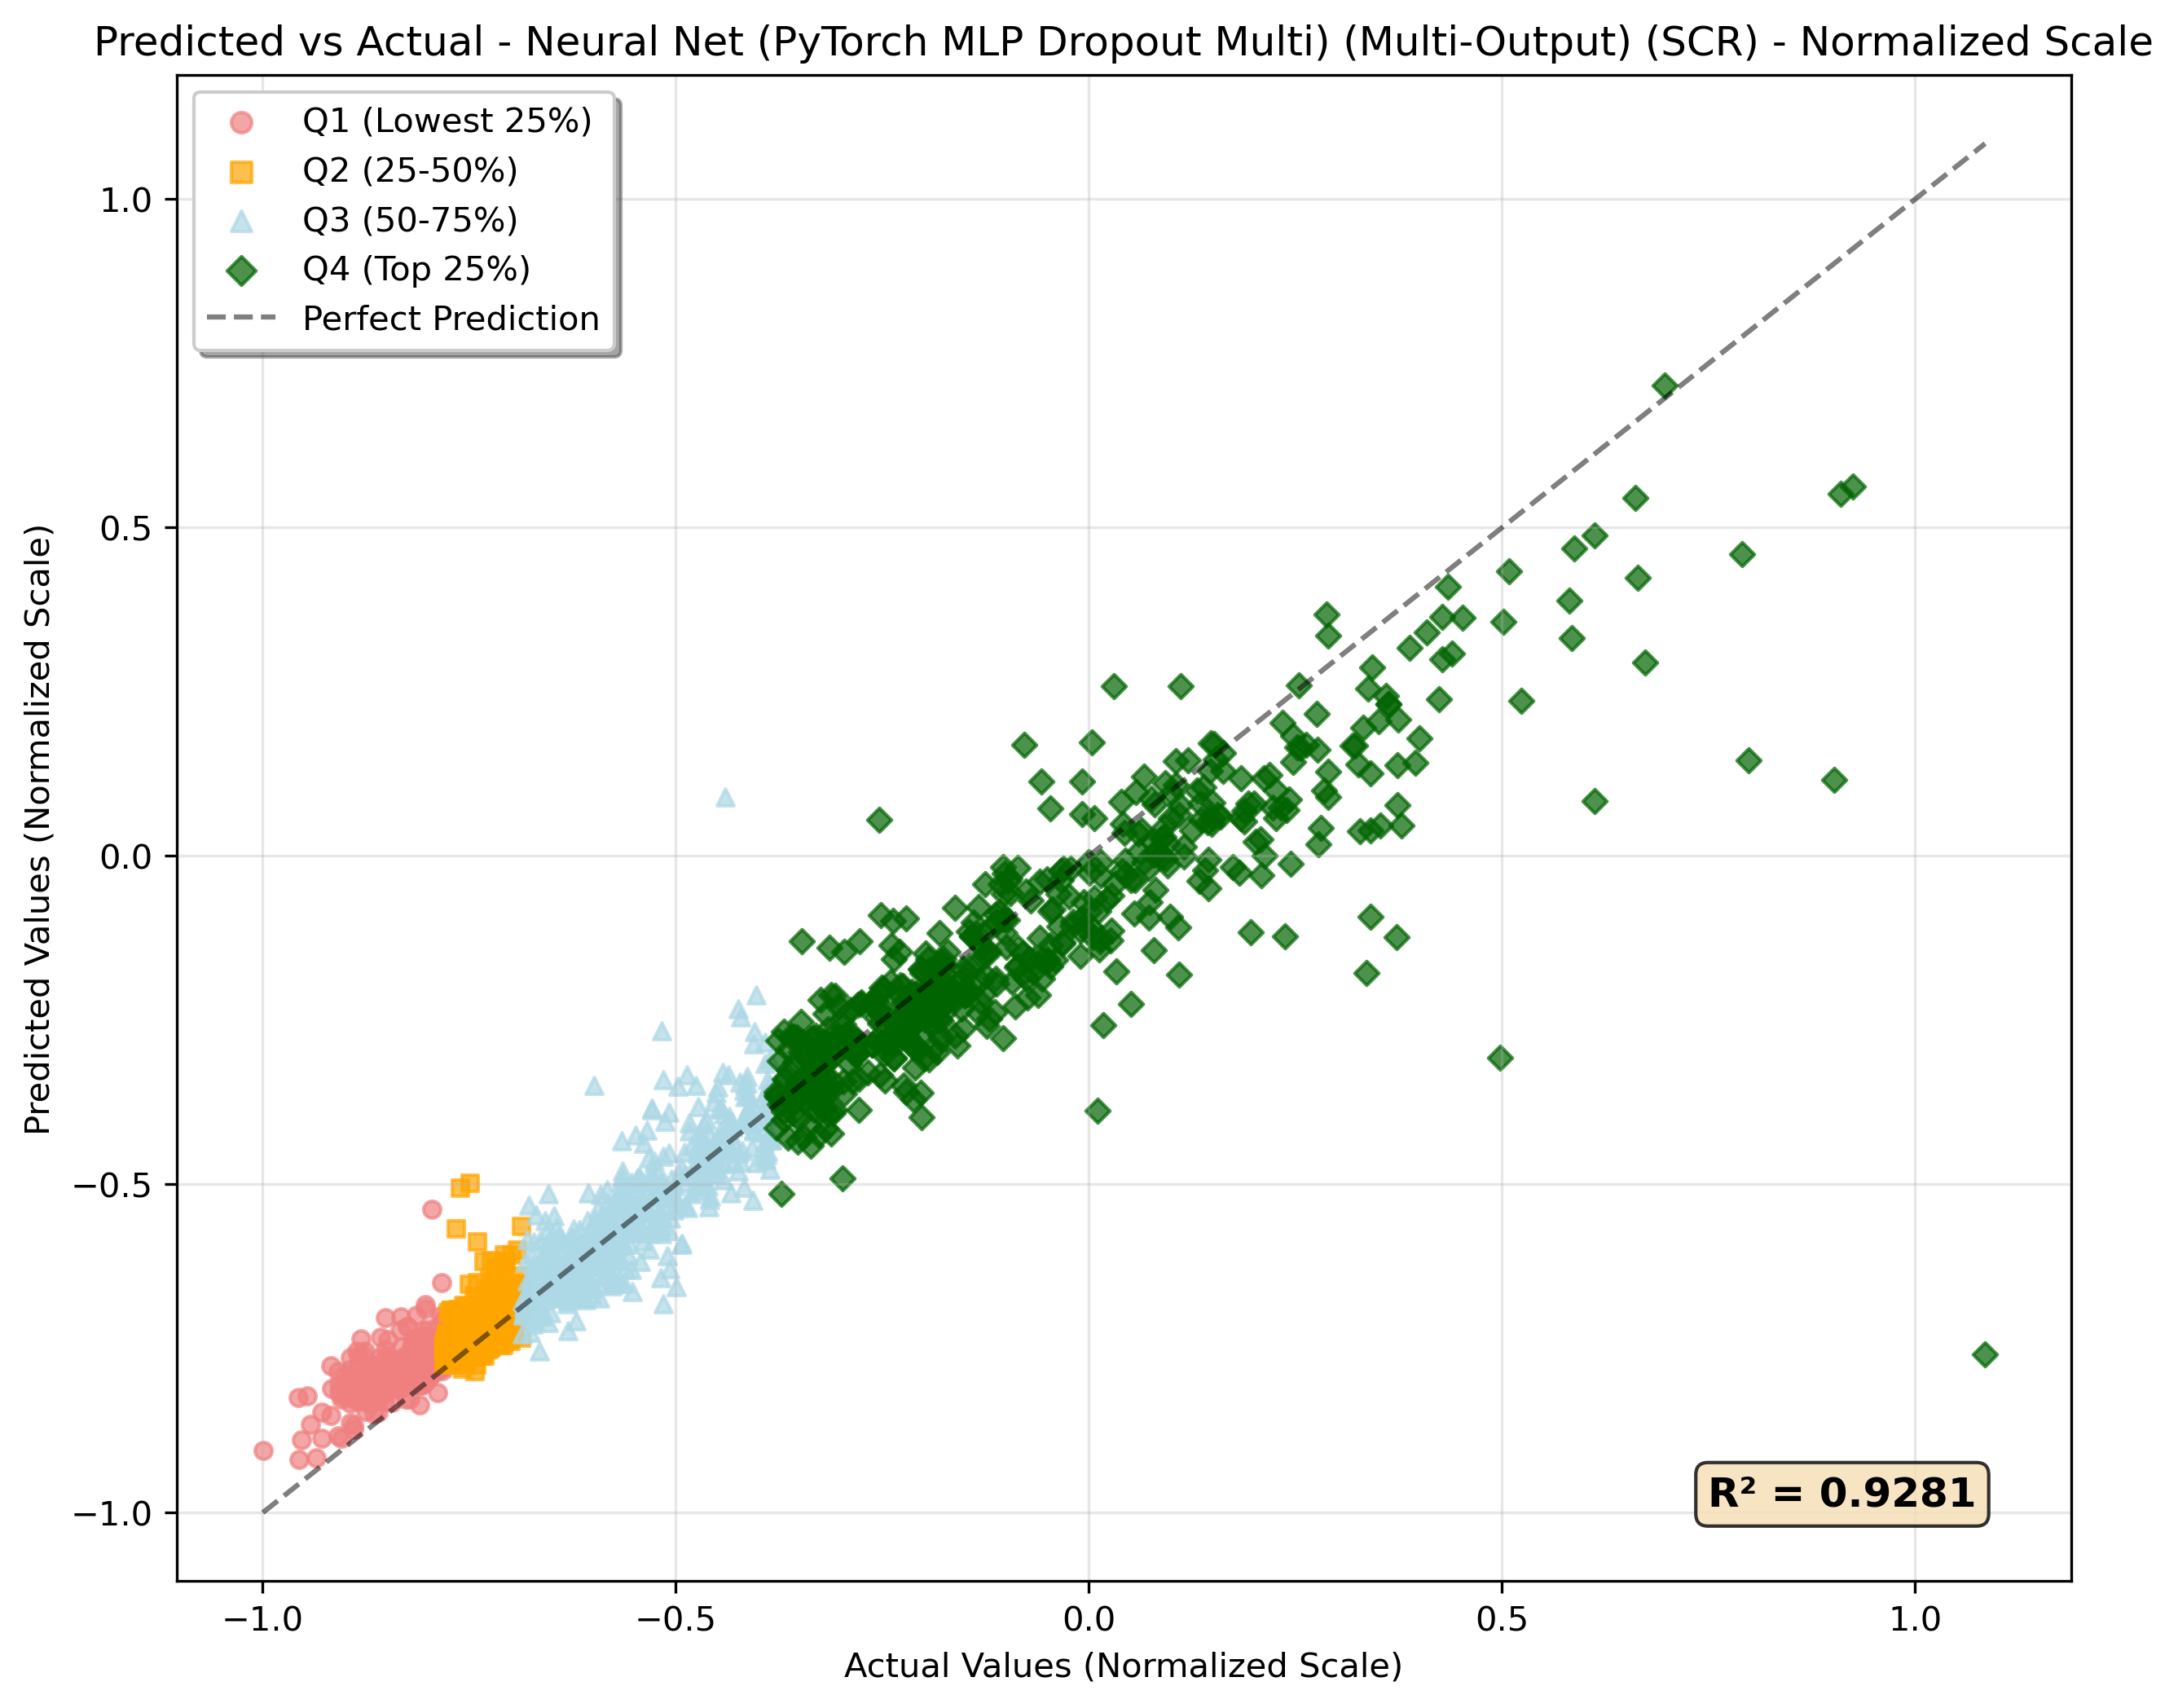 Predicted vs Actual - Neural Net (PyTorch MLP Dropout Multi) (Multi-Output) (SCR) - Normalized Scale
Q1 (Lowest 25%)
Q2 (25-50%)
Q3 (50-75%)
Q4 (Top 25%)
Perfect Prediction
1.0
0.5
0.0
−0.5
−1.0
Predicted Values (Normalized Scale)
R² = 0.9281
−1.0
−0.5
0.0
0.5
1.0
Actual Values (Normalized Scale)